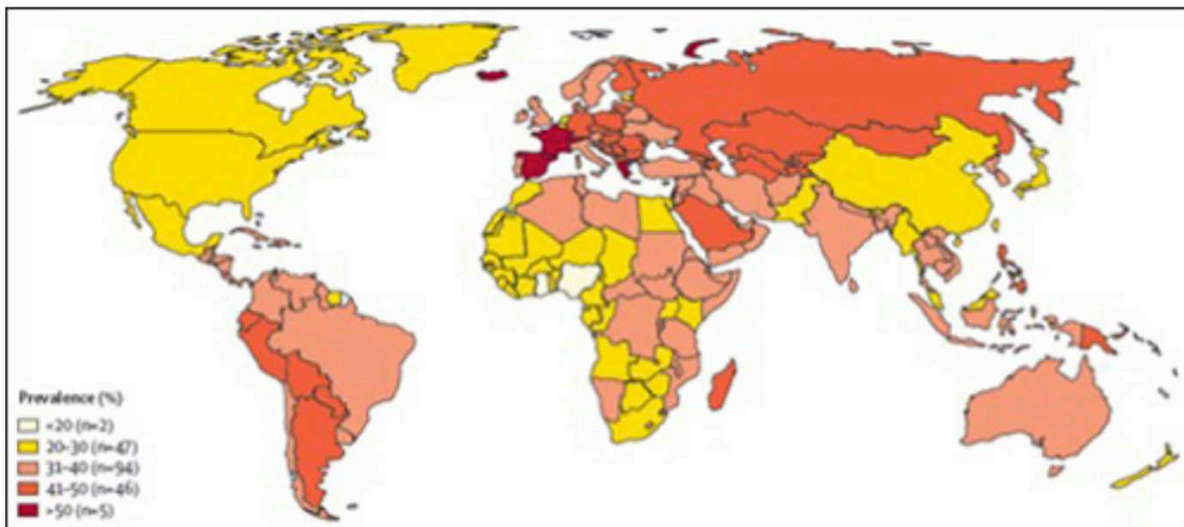 Prevalence (%)
<20 (n=2)
20–30 (n=47)
31–40 (n=94)
41–50 (n=46)
>50 (n=5)